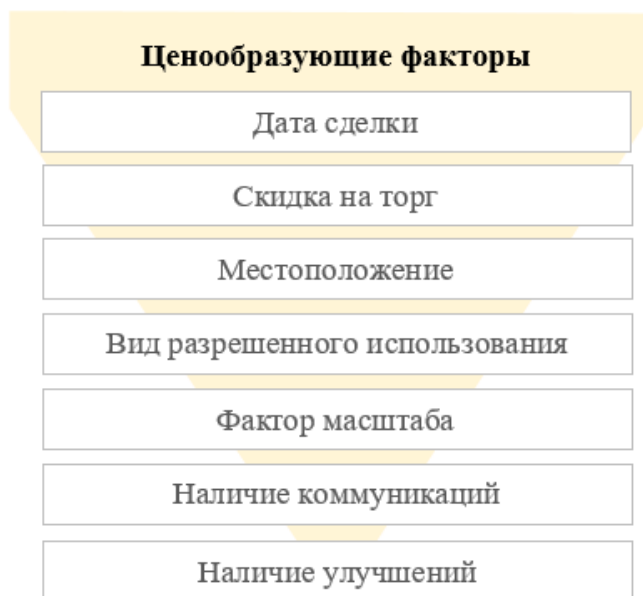 Ценообразующие факторы
Дата сделки
Скидка на торг
Местоположение
Вид разрешенного использования
Фактор масштаба
Наличие коммуникаций
Наличие улучшений